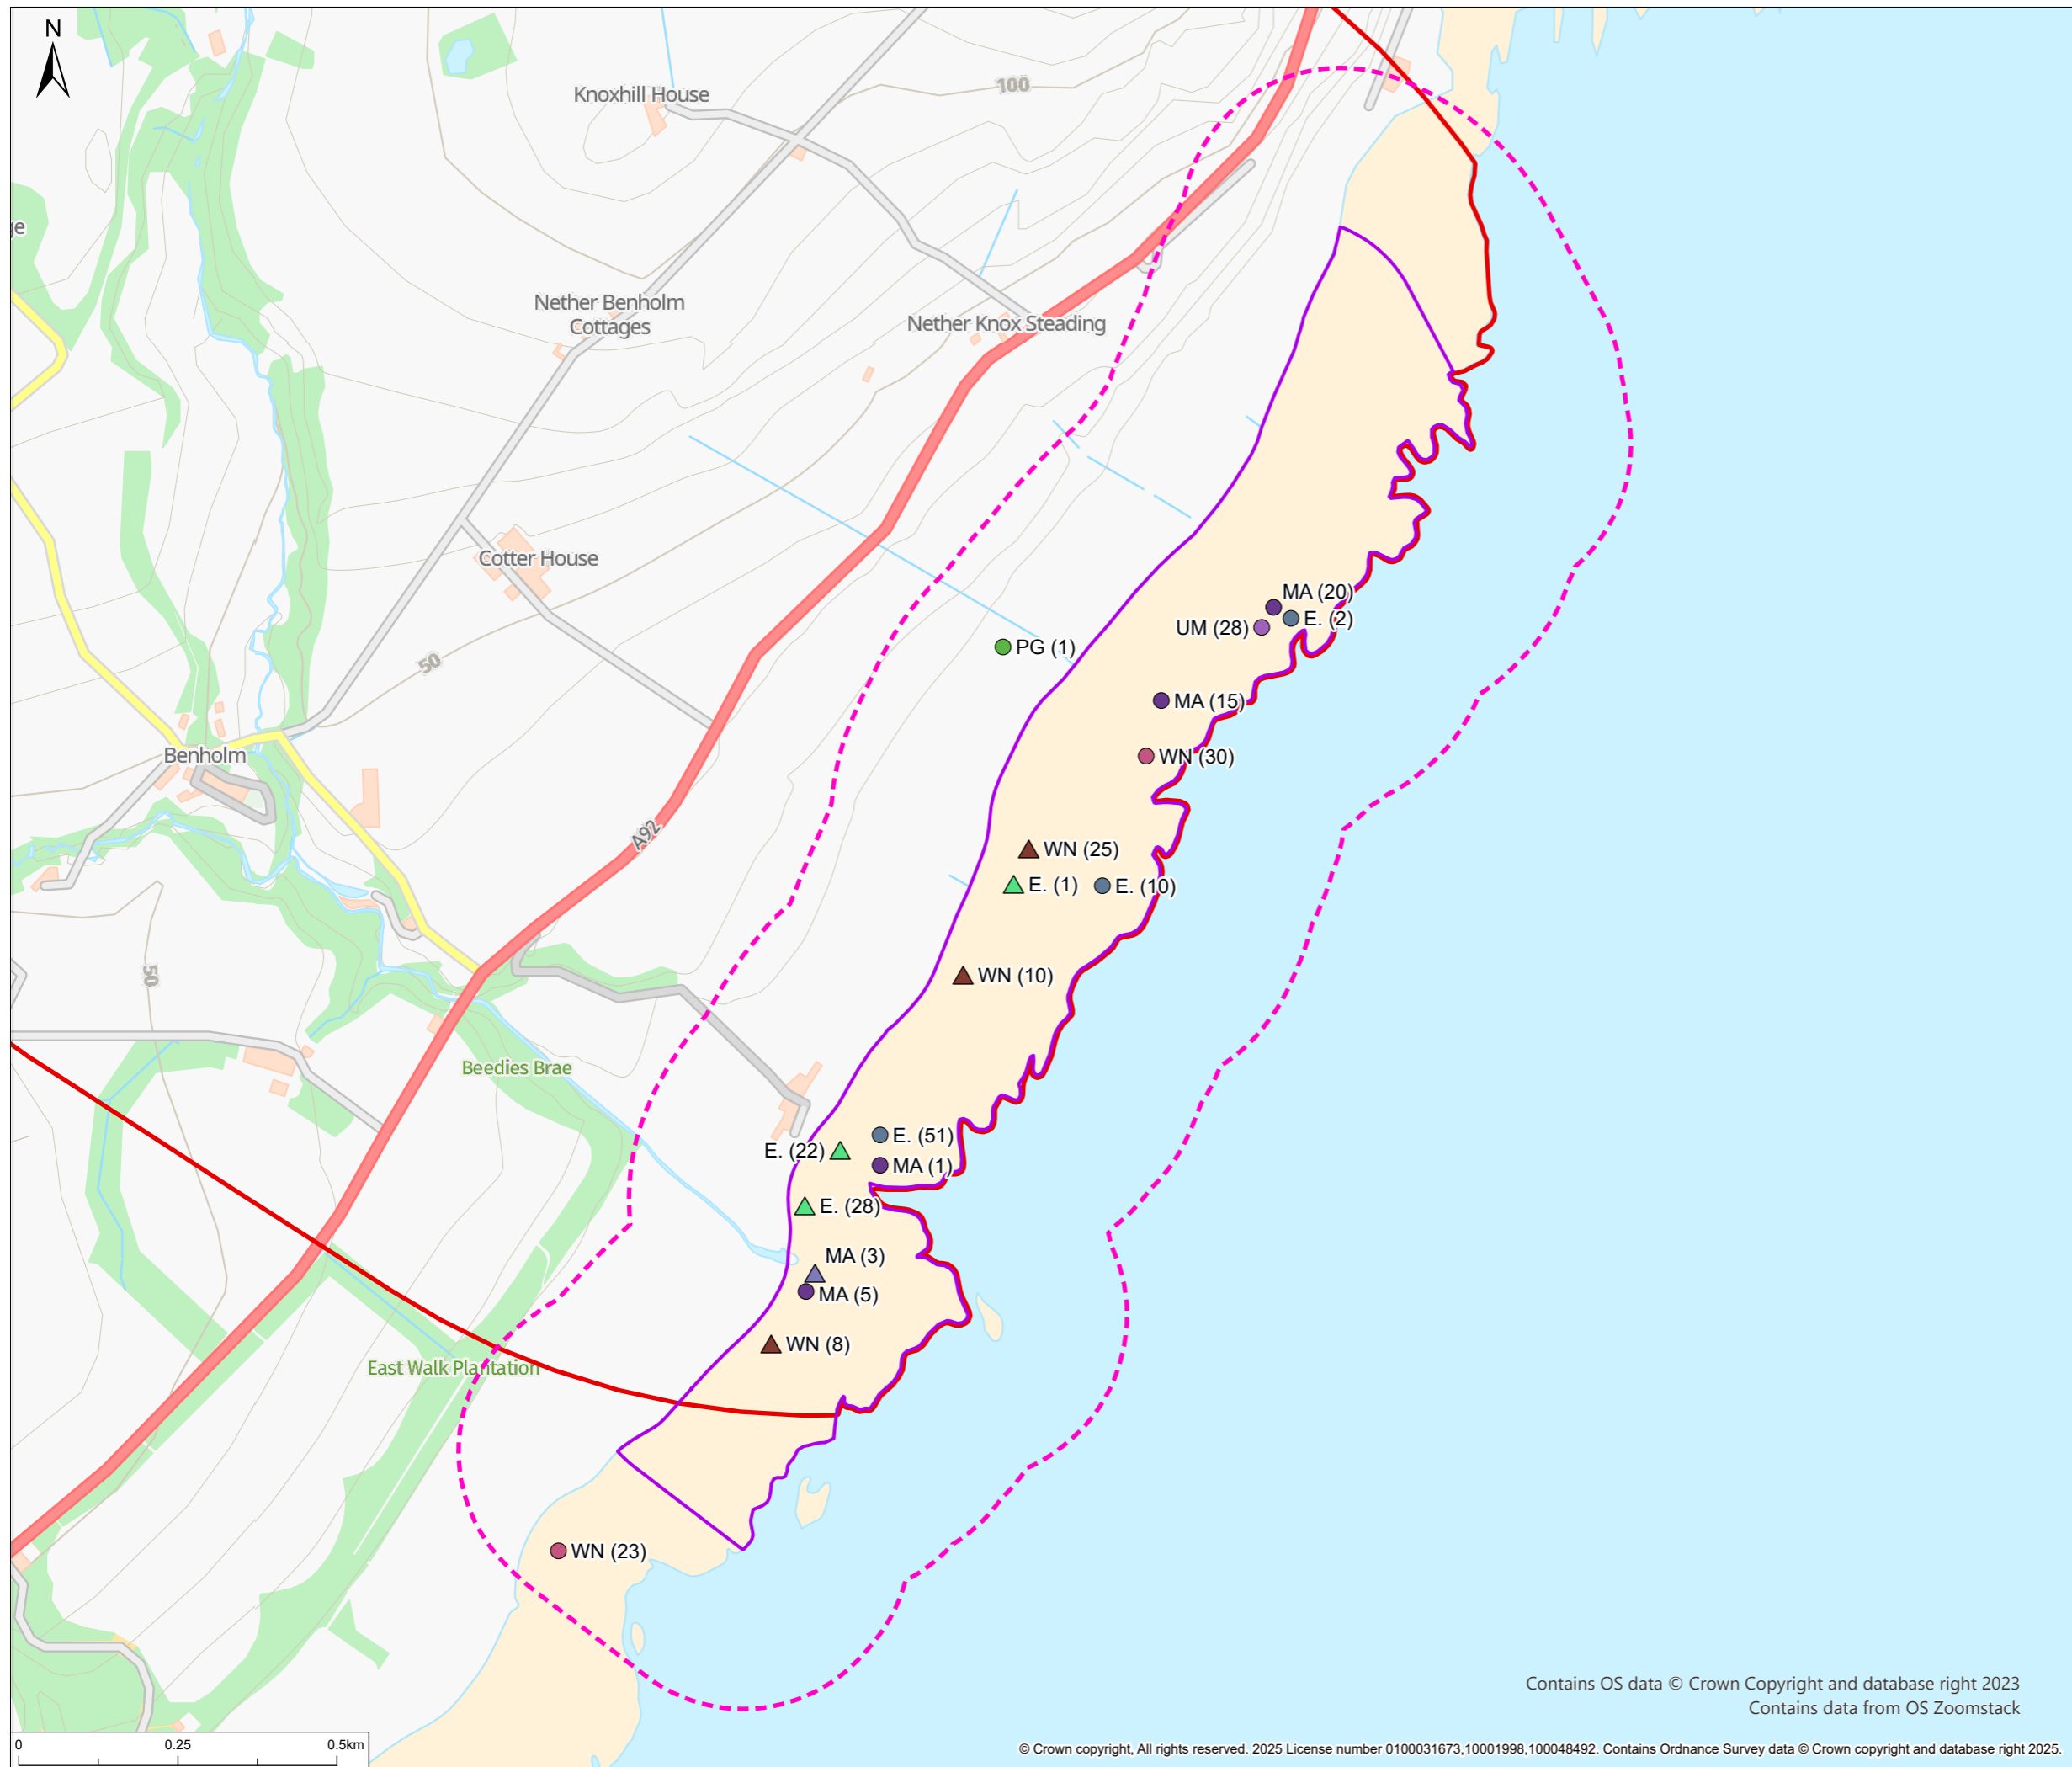 N
Knoxhill House
100
ge
Nether Benholm
Cottages
Nether Knox Steading
Cotter House
MA (20)
E. (2)
UM (28)
PG (1)
50
MA (15)
Benholm
WN (30)
A92
WN (25)
E. (1)
E. (10)
50
WN (10)
Beedies Brae
E. (51)
E. (22)
MA (1)
E. (28)
MA (3)
MA (5)
WN (8)
East Walk Plantation
WN (23)
Contains OS data © Crown Copyright and database right 2023
Contains data from OS Zoomstack
0 0.25 0.5km
© Crown copyright, All rights reserved. 2025 License number 0100031673,10001998,100048492. Contains Ordnance Survey data © Crown copyright and database right 2025.